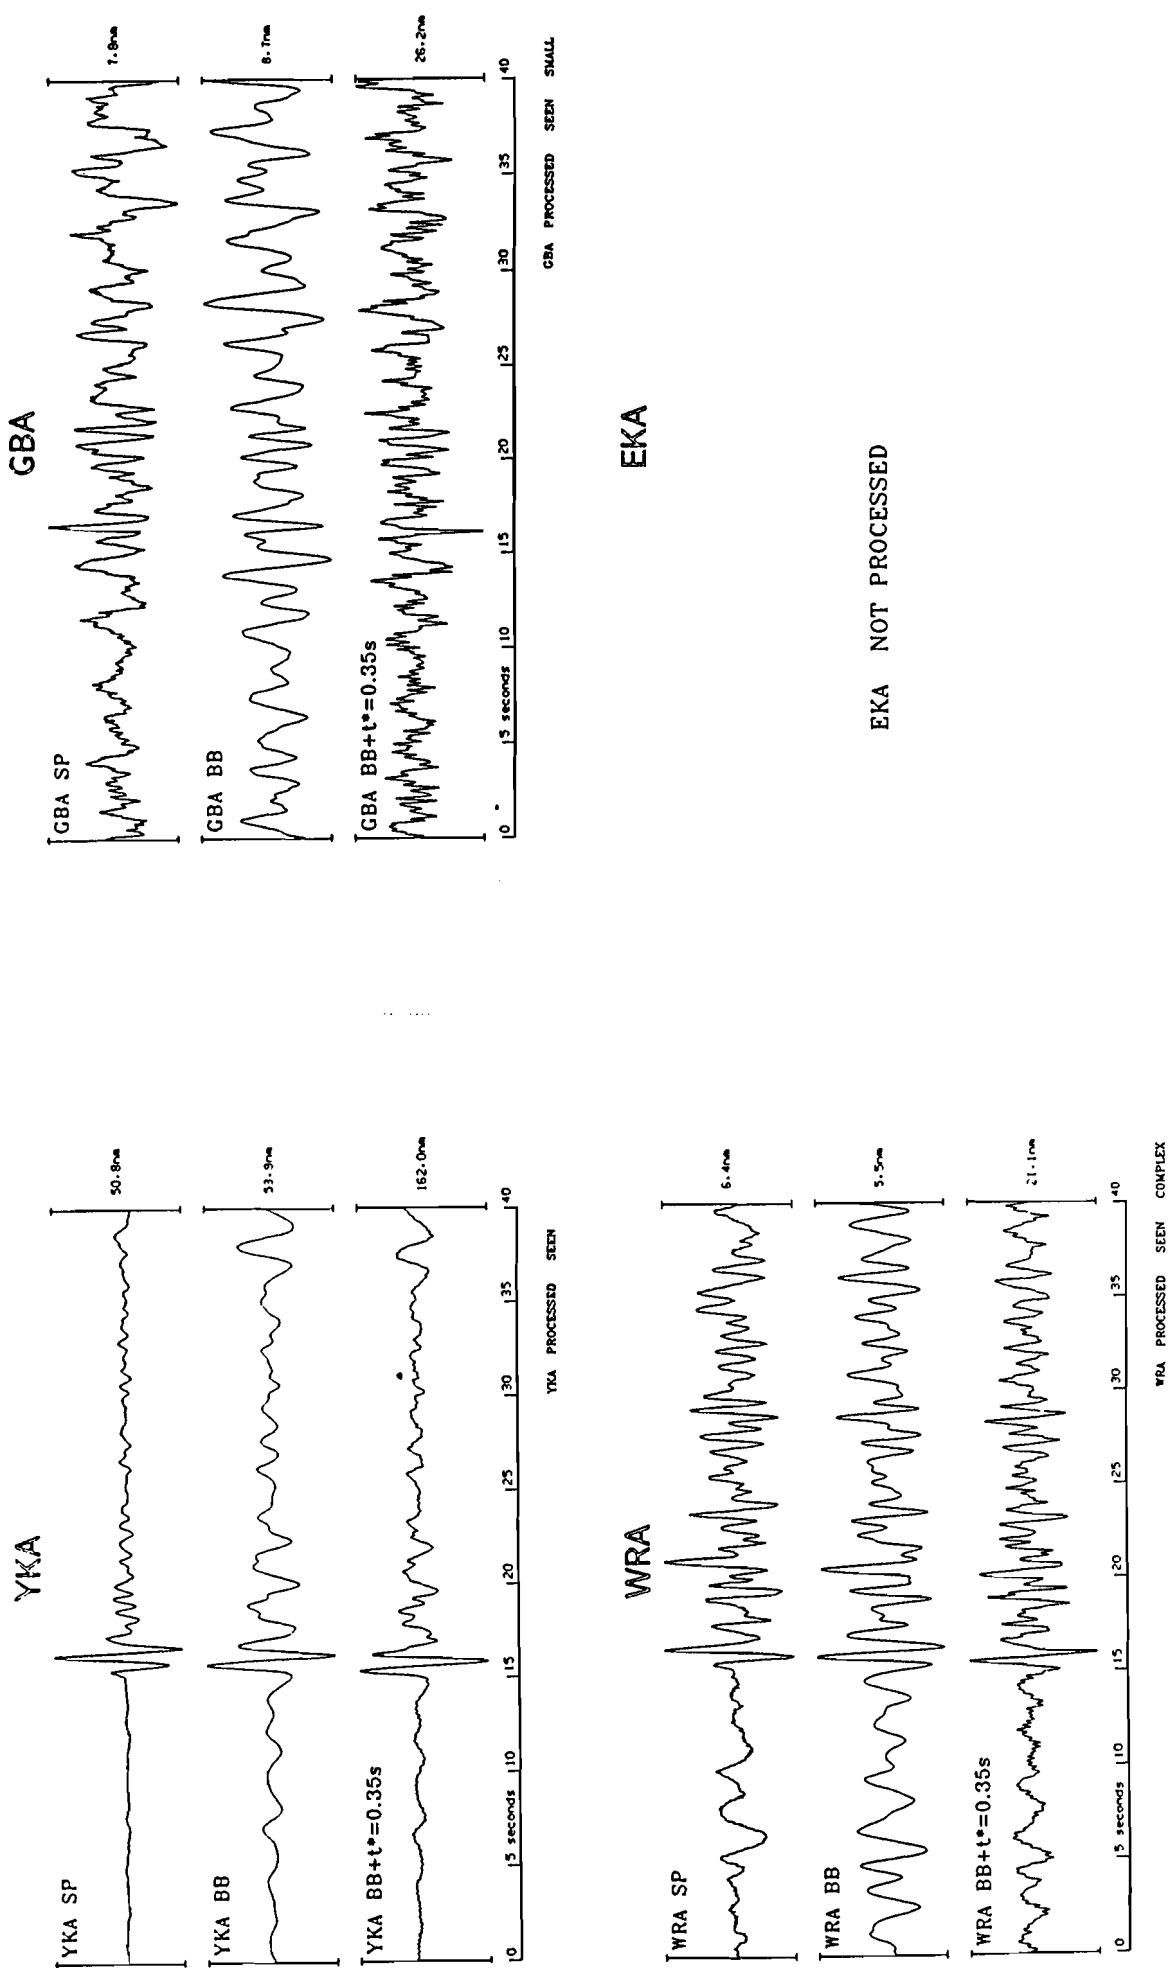 YKA
YKA SP
50.8nm
YKA BB
53.9nm
YKA BB+t*=0.35s
162.0nm
0 5 seconds 10 15 20 25 30 35 40
YKA PROCESSED SEEN
GBA
GBA SP
7.8nm
GBA BB
8.7nm
GBA BB+t*=0.35s
26.2nm
0 5 seconds 10 15 20 25 30 35 40
GBA PROCESSED SEEN SMALL
WRA
WRA SP
6.4nm
WRA BB
5.5nm
WRA BB+t*=0.35s
21.1nm
0 5 seconds 10 15 20 25 30 35 40
WRA PROCESSED SEEN COMPLEX
EKA
EKA NOT PROCESSED